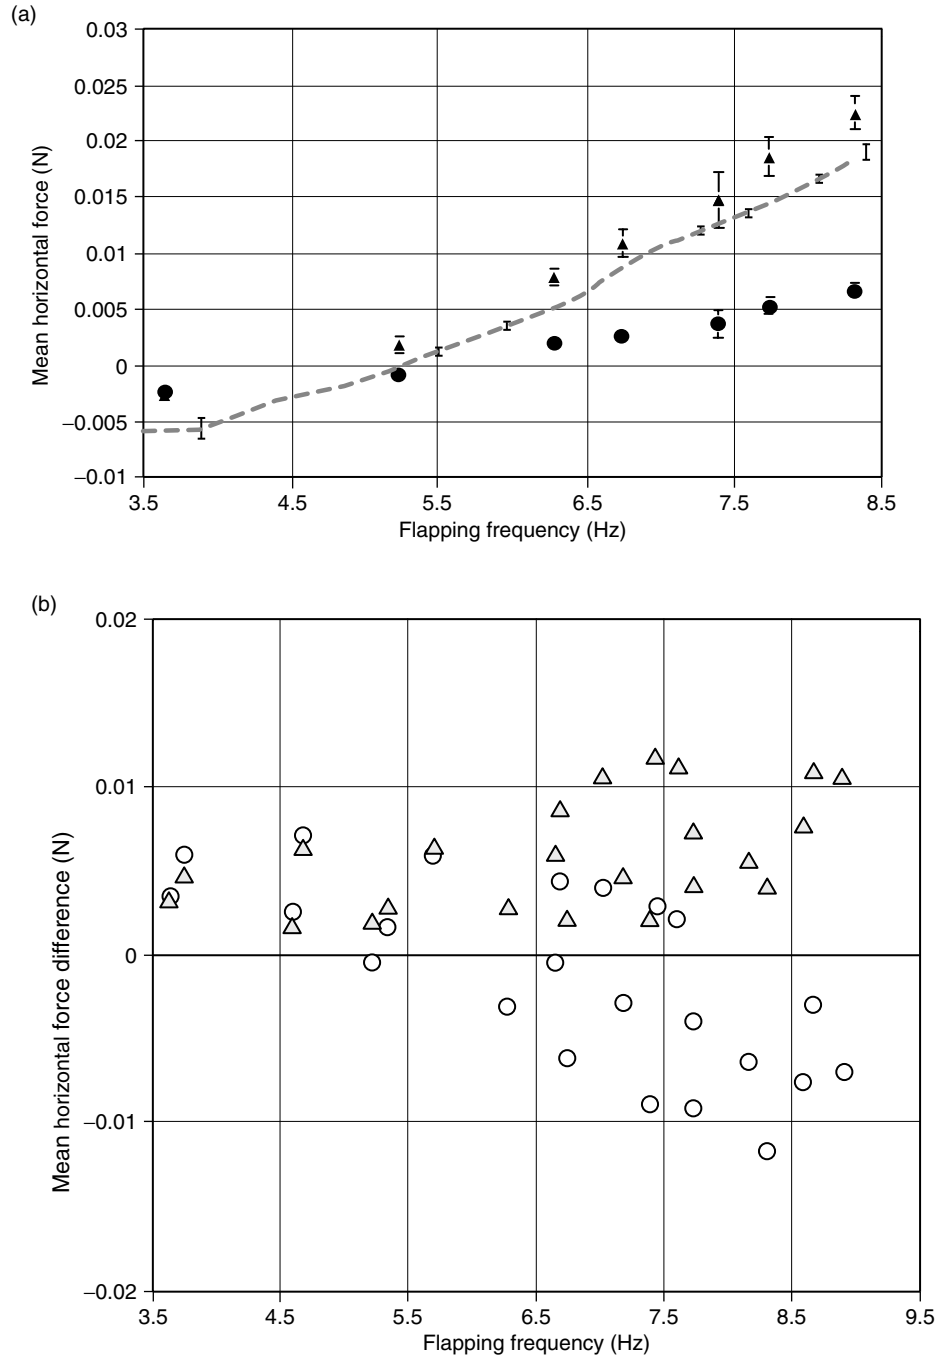 (a)
0.03
0.025
0.02
0.015
0.01
0.005
0
−0.005
−0.01
Mean horizontal force (N)
3.5 4.5 5.5 6.5 7.5 8.5
Flapping frequency (Hz)
(b)
0.02
0.01
0
−0.01
−0.02
Mean horizontal force difference (N)
3.5 4.5 5.5 6.5 7.5 8.5 9.5
Flapping frequency (Hz)